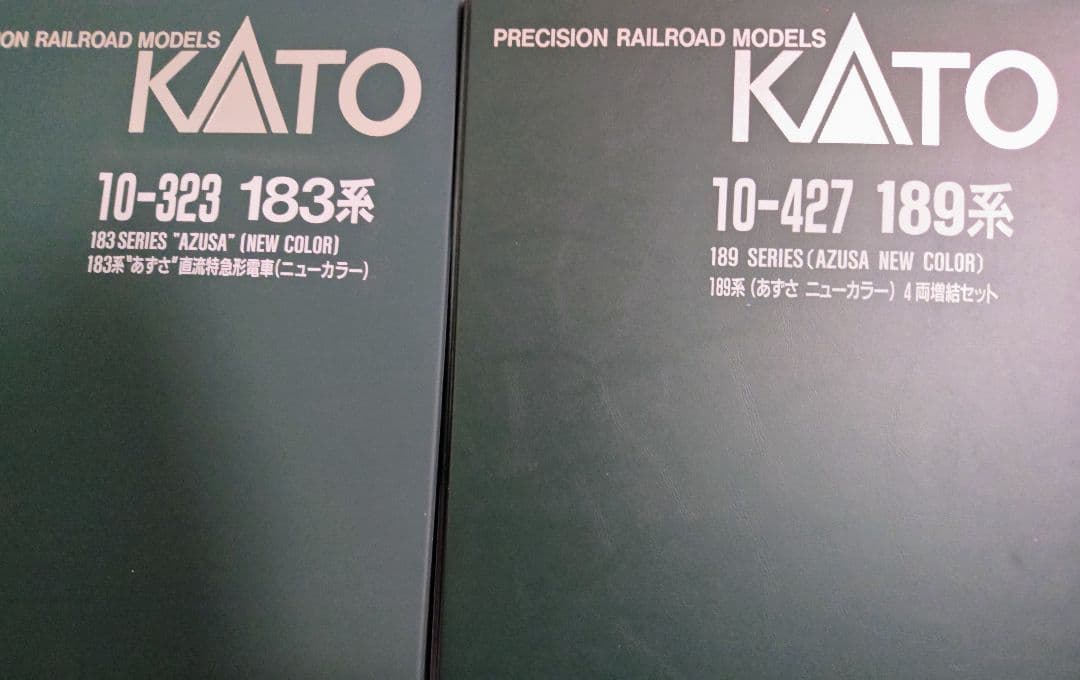 ON RAILROAD MODELS
KATO
10-323 183系
183 SERIES "AZUSA" (NEW COLOR)
183系"あずさ"直流特急形電車(ニューカラー)
PRECISION RAILROAD MODELS
KATO
10-427 189系
189 SERIES (AZUSA NEW COLOR)
189系(あずさ ニューカラー) 4両増結セット